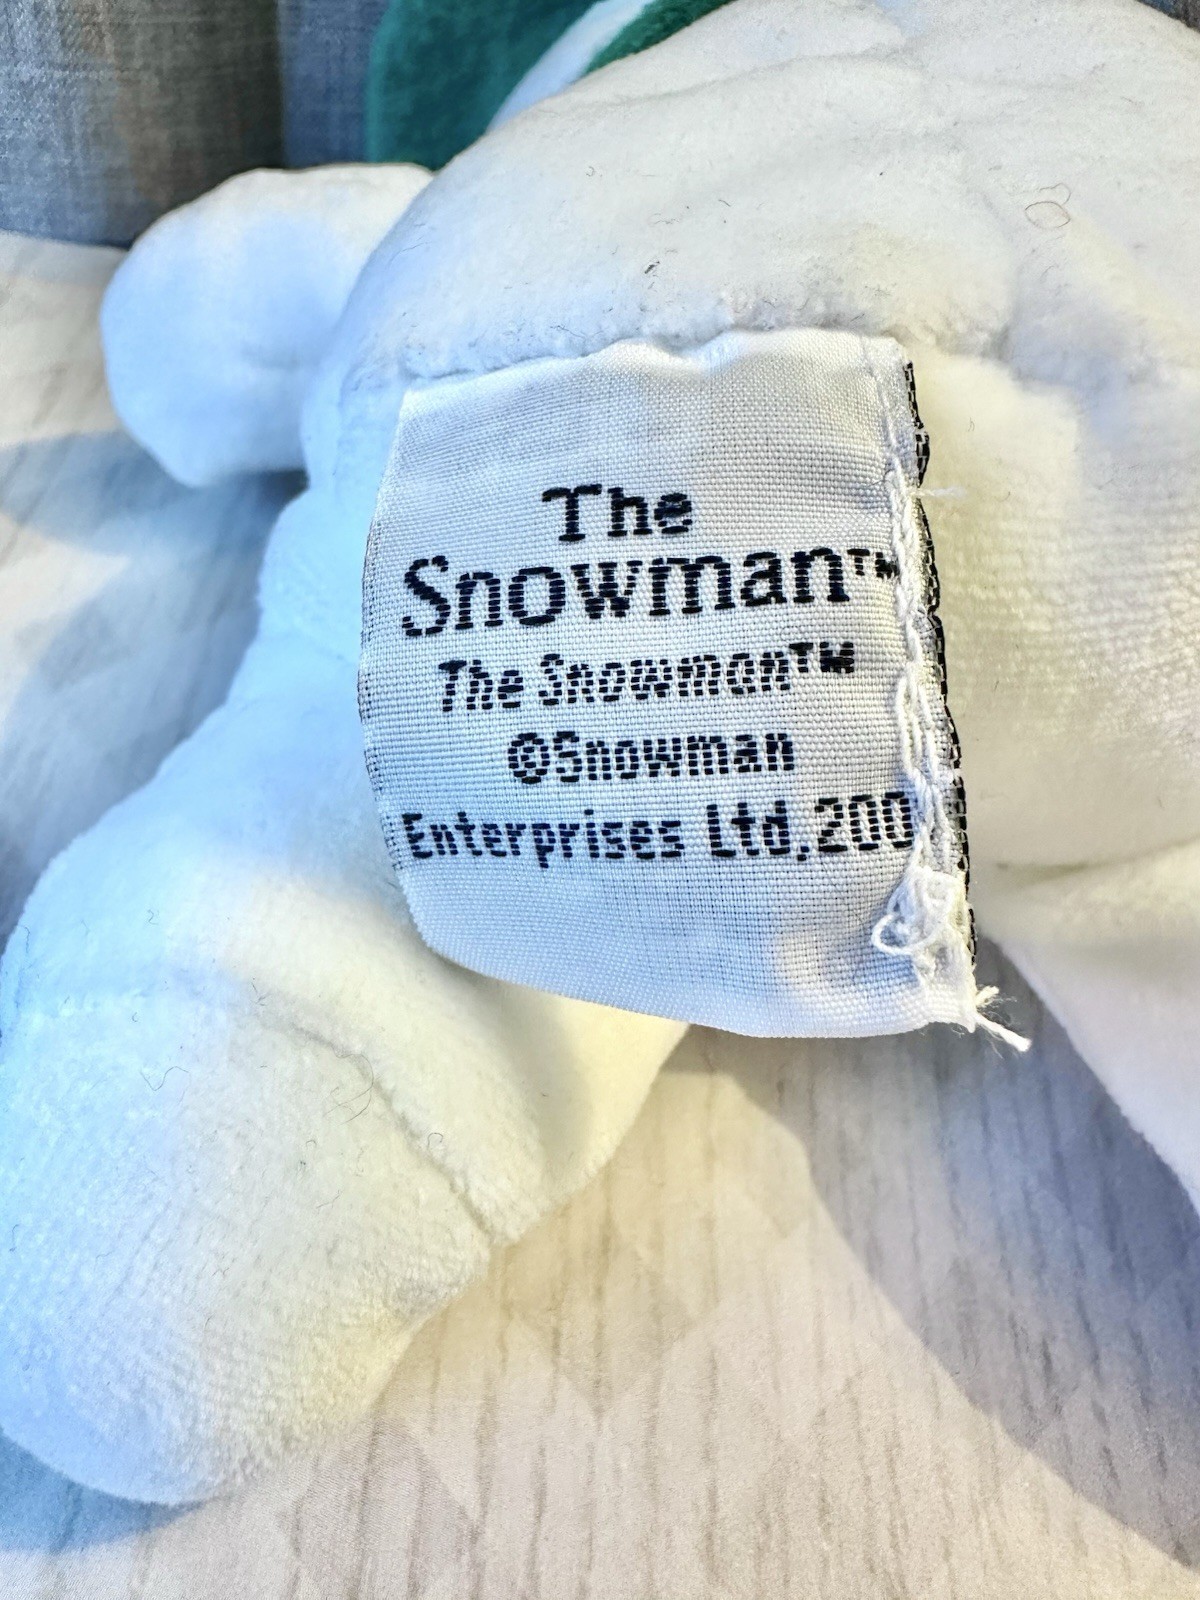 The
Snowman™
The Snowman™
©Snowman
Enterprises Ltd,200